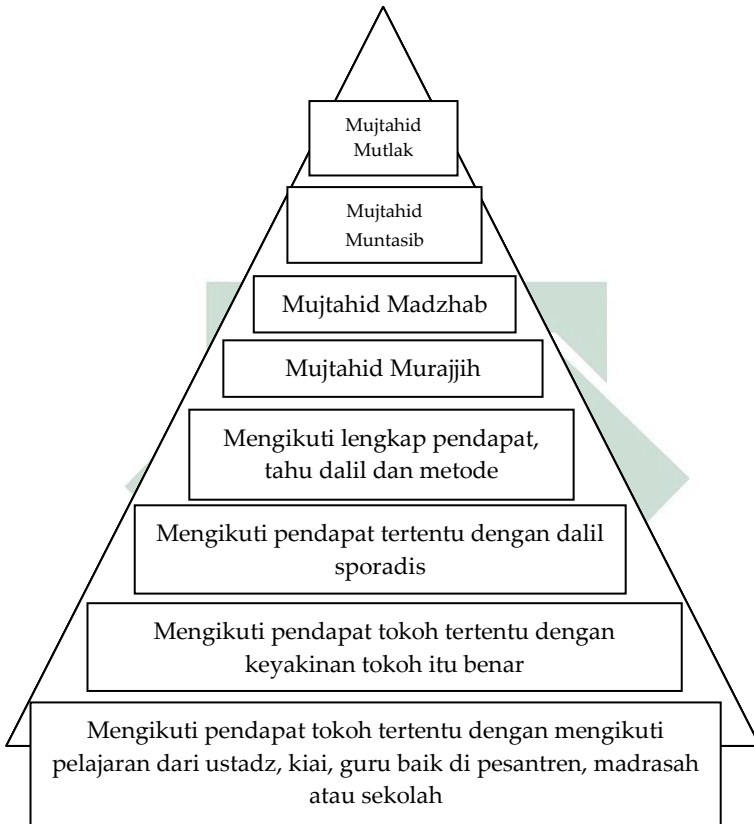 Mujtahid
Mutlak
Mujtahid
Muntasib
Mujtahid Madzhab
Mujtahid Murajjih
Mengikuti lengkap pendapat,
tahu dalil dan metode
Mengikuti pendapat tertentu dengan dalil
sporadis
Mengikuti pendapat tokoh tertentu dengan
keyakinan tokoh itu benar
Mengikuti pendapat tokoh tertentu dengan mengikuti
pelajaran dari ustadz, kiai, guru baik di pesantren, madrasah
atau sekolah